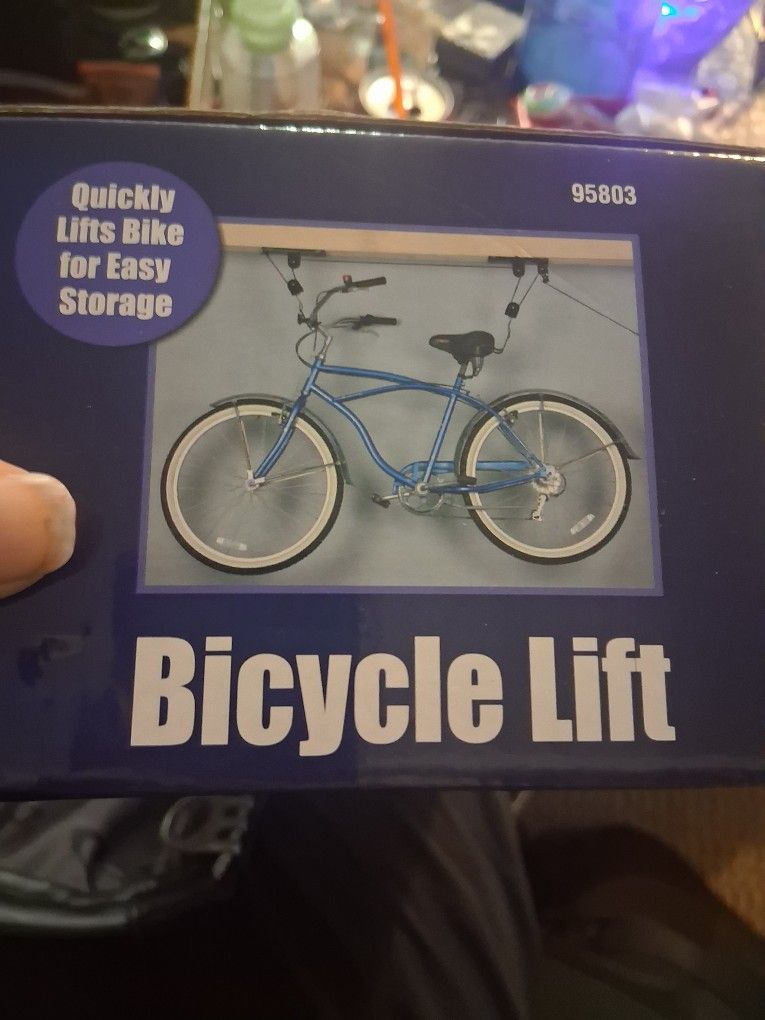 Quickly
Lifts Bike
for Easy
Storage
95803
Bicycle Lift